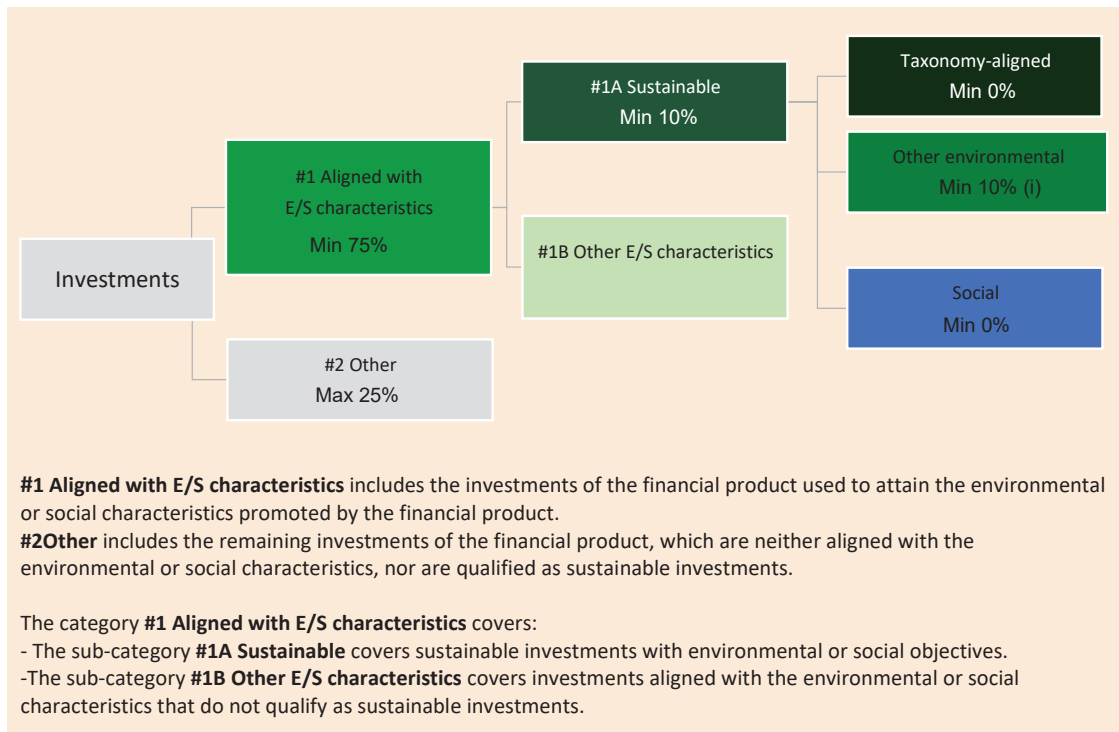 Investments
#1 Aligned with
E/S characteristics
Min 75%
#2 Other
Max 25%
#1A Sustainable
Min 10%
#1B Other E/S characteristics
Taxonomy-aligned
Min 0%
Other environmental
Min 10% (i)
Social
Min 0%
#1 Aligned with E/S characteristics includes the investments of the financial product used to attain the environmental
or social characteristics promoted by the financial product.
#2Other includes the remaining investments of the financial product, which are neither aligned with the
environmental or social characteristics, nor are qualified as sustainable investments.
The category #1 Aligned with E/S characteristics covers:
- The sub-category #1A Sustainable covers sustainable investments with environmental or social objectives.
-The sub-category #1B Other E/S characteristics covers investments aligned with the environmental or social
characteristics that do not qualify as sustainable investments.